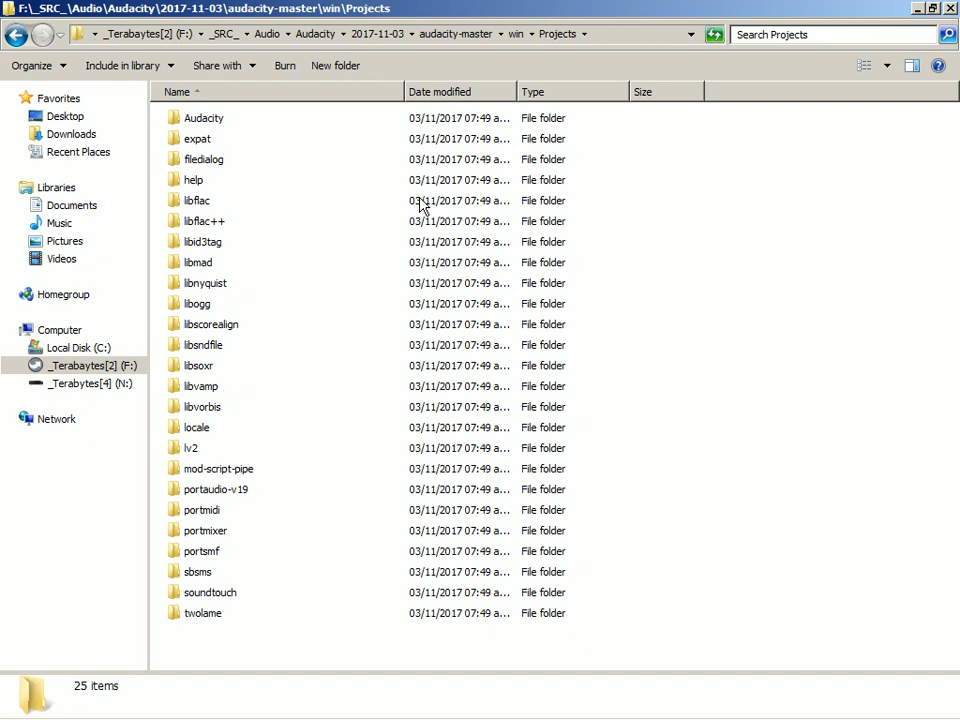 F:\_SRC_\Audio\Audacity\2017-11-03\audacity-master\win\Projects
_Terabaytes[2] (F:) _SRC_ Audio Audacity 2017-11-03 audacity-master win Projects Search Projects
Organize Include in library Share with Burn New folder
Favorites
Desktop
Downloads
Recent Places
Libraries
Documents
Music
Pictures
Videos
Homegroup
Computer
Local Disk (C:)
_Terabaytes[2] (F:)
_Terabytes[4] (N:)
Network
Name Date modified Type Size
Audacity 03/11/2017 07:49 a... File folder
expat 03/11/2017 07:49 a... File folder
filedialog 03/11/2017 07:49 a... File folder
help 03/11/2017 07:49 a... File folder
libflac 03/11/2017 07:49 a... File folder
libflac++ 03/11/2017 07:49 a... File folder
libid3tag 03/11/2017 07:49 a... File folder
libmad 03/11/2017 07:49 a... File folder
libnyquist 03/11/2017 07:49 a... File folder
libogg 03/11/2017 07:49 a... File folder
libscorealign 03/11/2017 07:49 a... File folder
libsndfile 03/11/2017 07:49 a... File folder
libsoxr 03/11/2017 07:49 a... File folder
libvamp 03/11/2017 07:49 a... File folder
libvorbis 03/11/2017 07:49 a... File folder
locale 03/11/2017 07:49 a... File folder
lv2 03/11/2017 07:49 a... File folder
mod-script-pipe 03/11/2017 07:49 a... File folder
portaudio-v19 03/11/2017 07:49 a... File folder
portmidi 03/11/2017 07:49 a... File folder
portmixer 03/11/2017 07:49 a... File folder
portsmf 03/11/2017 07:49 a... File folder
sbsms 03/11/2017 07:49 a... File folder
soundtouch 03/11/2017 07:49 a... File folder
twolame 03/11/2017 07:49 a... File folder
25 items